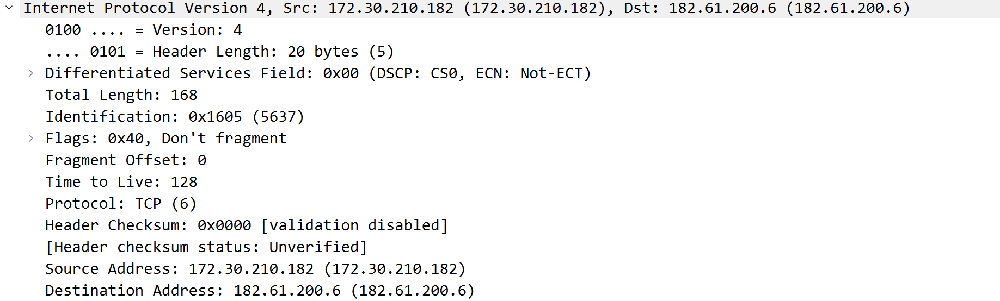 Internet Protocol Version 4, Src: 172.30.210.182 (172.30.210.182), Dst: 182.61.200.6 (182.61.200.6)
0100 .... = Version: 4
.... 0101 = Header Length: 20 bytes (5)
Differentiated Services Field: 0x00 (DSCP: CS0, ECN: Not-ECT)
Total Length: 168
Identification: 0x1605 (5637)
Flags: 0x40, Don't fragment
Fragment Offset: 0
Time to Live: 128
Protocol: TCP (6)
Header Checksum: 0x0000 [validation disabled]
[Header checksum status: Unverified]
Source Address: 172.30.210.182 (172.30.210.182)
Destination Address: 182.61.200.6 (182.61.200.6)